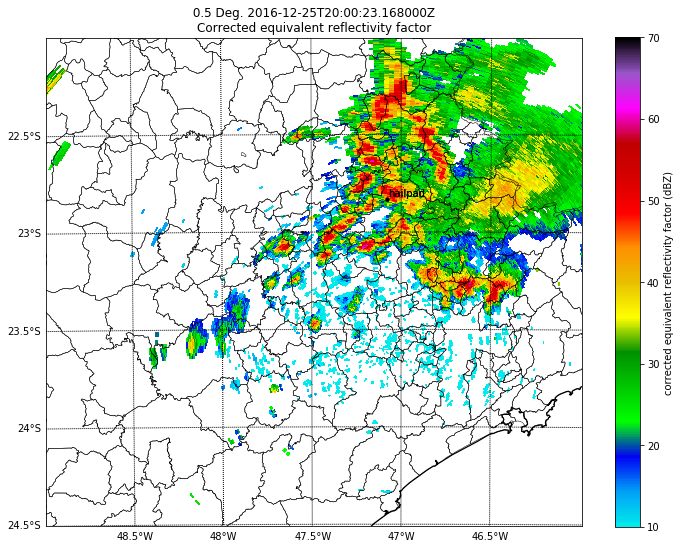 0.5 Deg. 2016-12-25T20:00:23.168000Z
Corrected equivalent reflectivity factor
22.5°S
23°S
23.5°S
24°S
24.5°S
48.5°W
48°W
47.5°W
47°W
46.5°W
70
60
50
40
30
20
10
corrected equivalent reflectivity factor (dBZ)